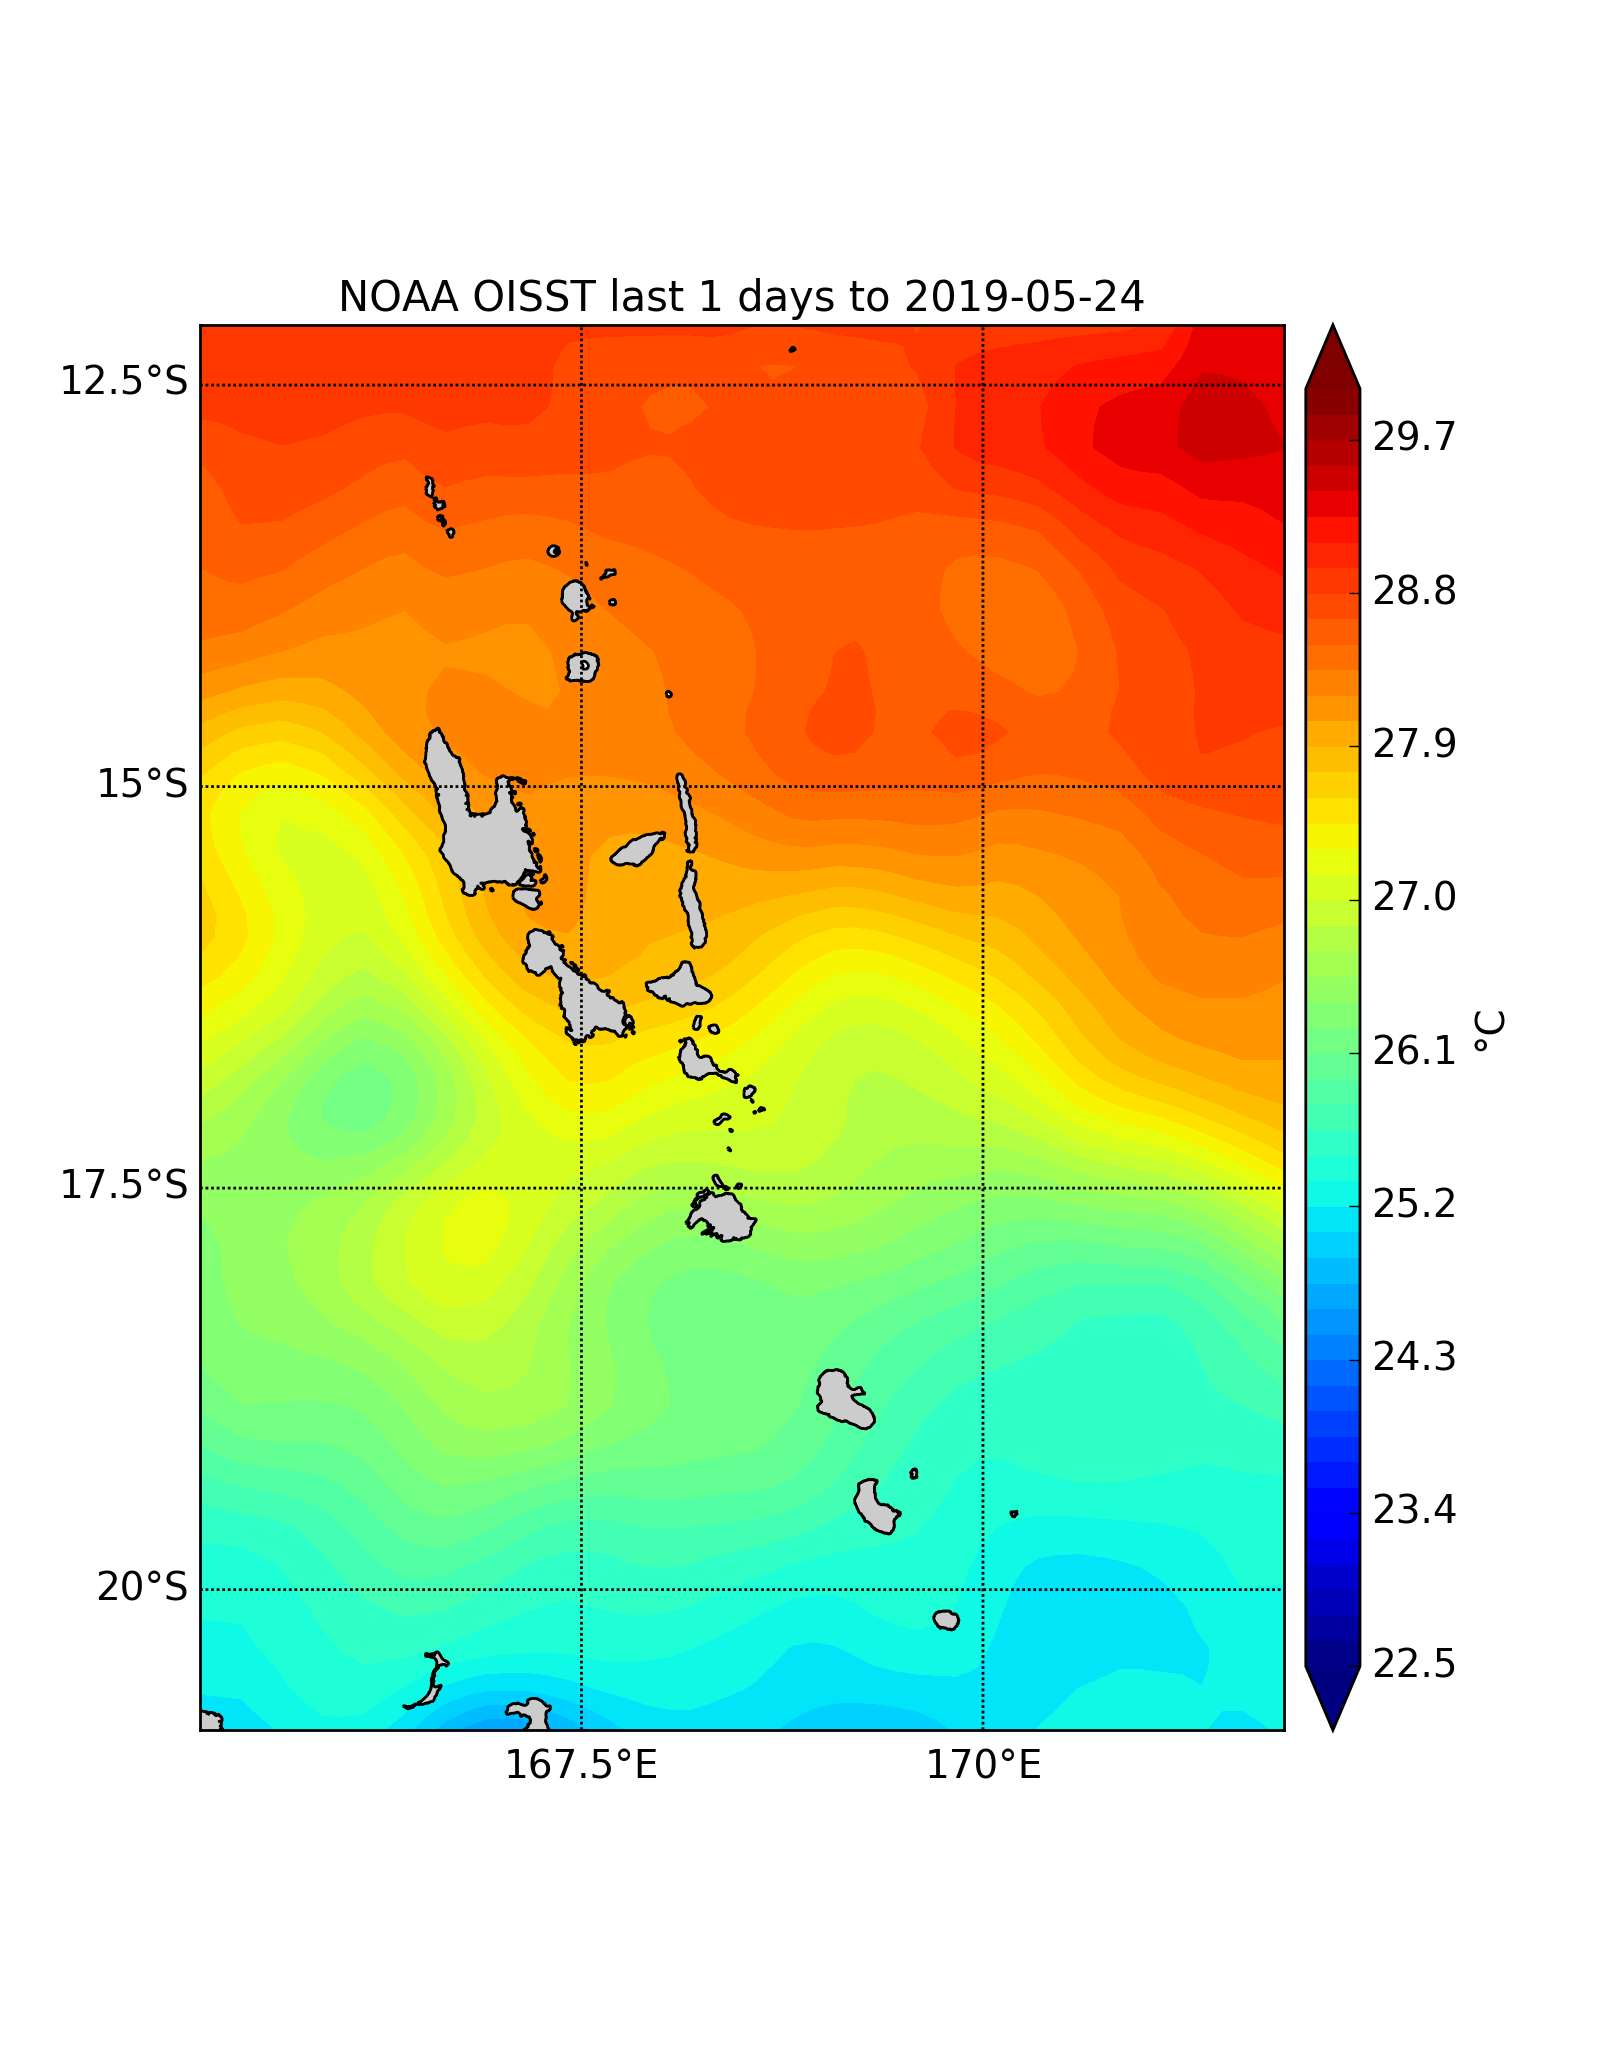 NOAA OISST last 1 days to 2019-05-24
12.5°S
15°S
17.5°S
20°S
167.5°E
170°E
29.7
28.8
27.9
27.0
26.1
25.2
24.3
23.4
22.5
°C